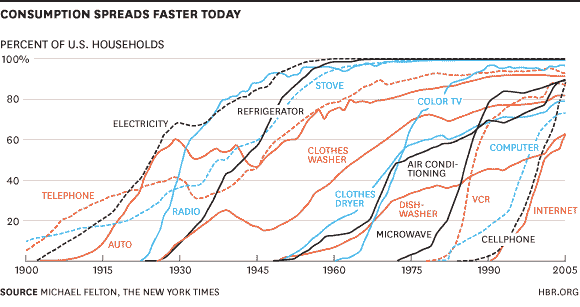 CONSUMPTION SPREADS FASTER TODAY
PERCENT OF U.S. HOUSEHOLDS
100%
80
60
40
20
STOVE
COLOR TV
REFRIGERATOR
ELECTRICITY
CLOTHES
WASHER
COMPUTER
AIR CONDI-
TIONING
TELEPHONE
CLOTHES
DRYER
VCR
DISH-
WASHER
RADIO
INTERNET
MICROWAVE
AUTO
CELLPHONE
1900
1915
1930
1945
1960
1975
1990
2005
SOURCE MICHAEL FELTON, THE NEW YORK TIMES
HBR.ORG